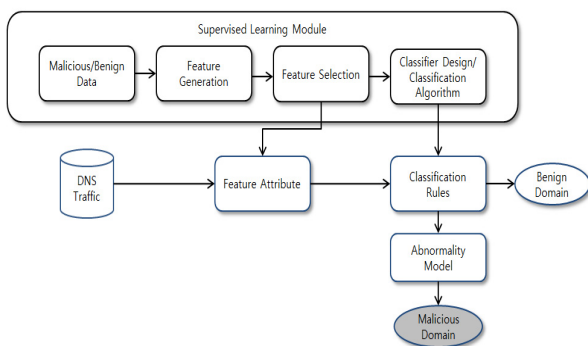 Supervised Learning Module
Malicious/Benign
Data
Feature
Generation
Feature Selection
Classifier Design/
Classification
Algorithm
DNS
Traffic
Feature Attribute
Classification
Rules
Benign
Domain
Abnormality
Model
Malicious
Domain